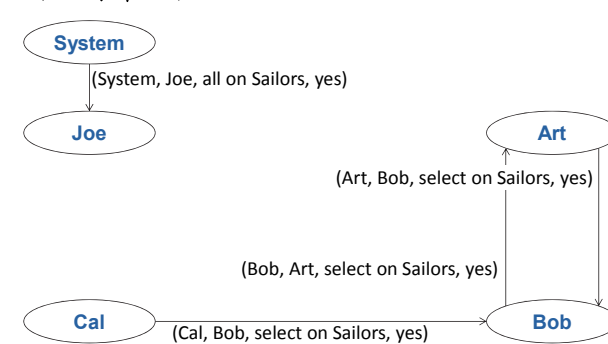 System
(System, Joe, all on Sailors, yes)
Joe
Art
(Art, Bob, select on Sailors, yes)
(Bob, Art, select on Sailors, yes)
Cal
Bob
(Cal, Bob, select on Sailors, yes)